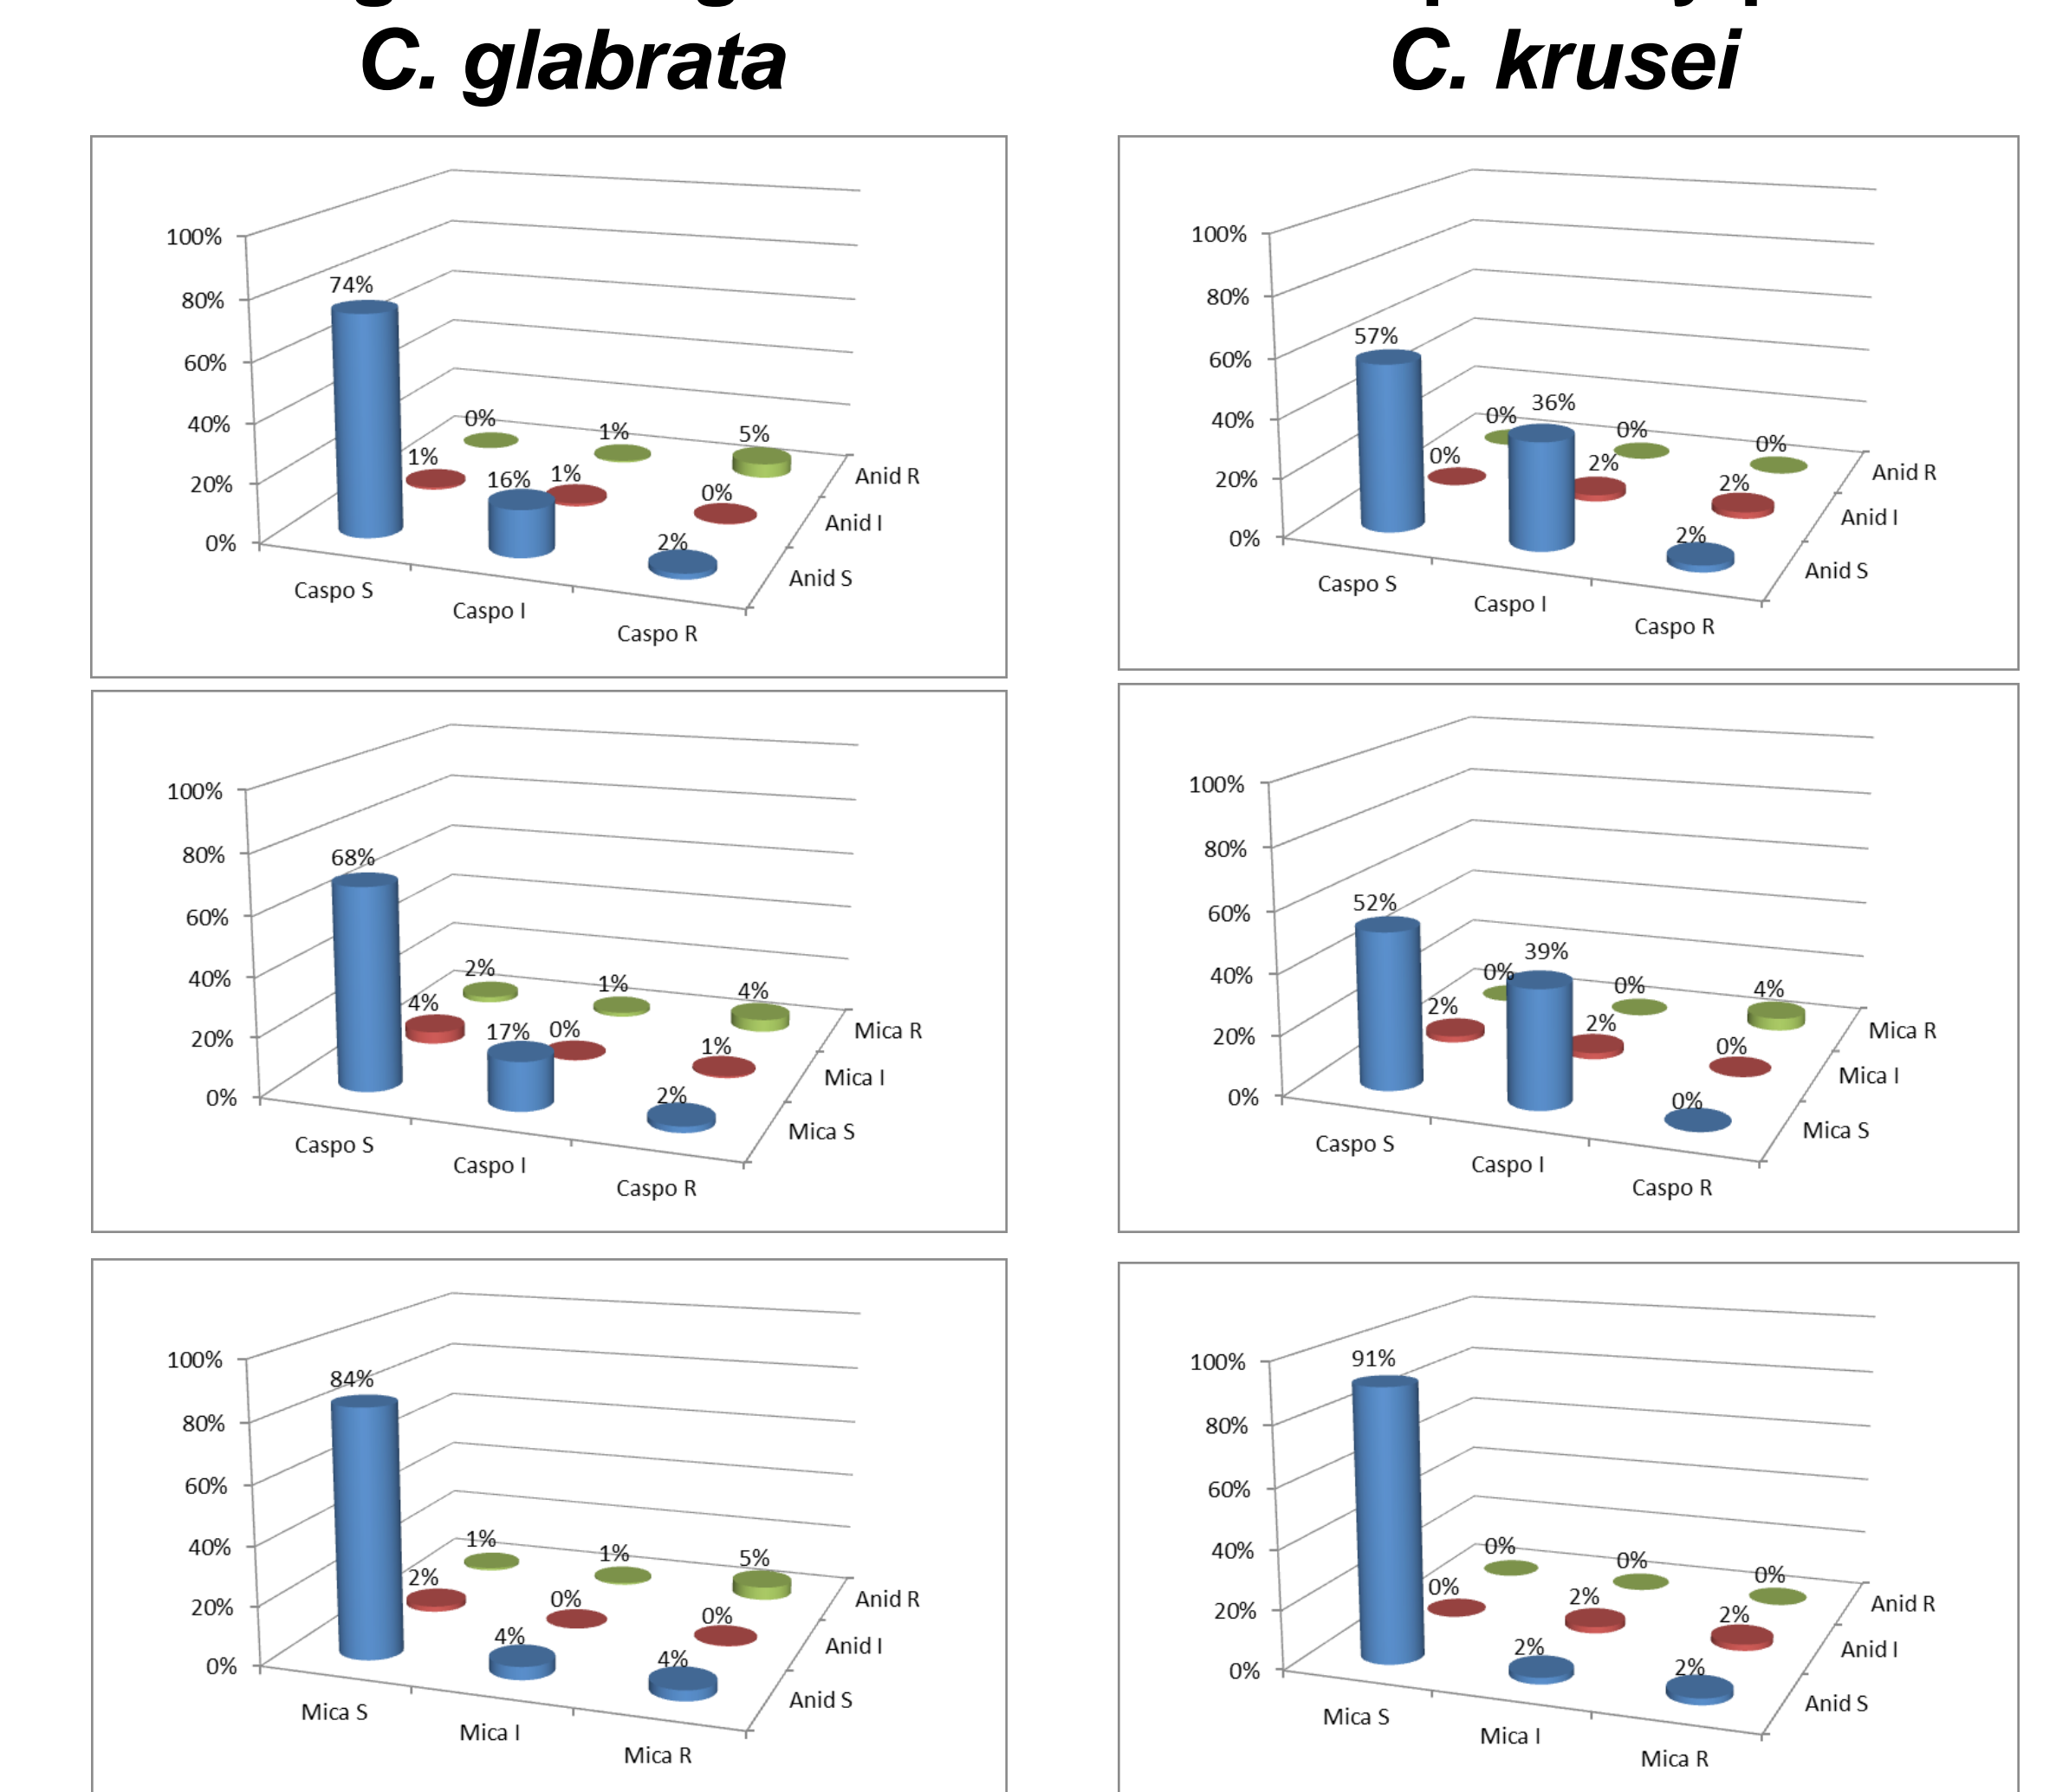 C. glabrata
C. krusei
100%
80%
60%
40%
20%
0%
74%
16%
2%
1%
1%
0%
0%
1%
5%
Caspo S
Caspo I
Caspo R
Anid S
Anid I
Anid R
100%
80%
60%
40%
20%
0%
57%
36%
2%
0%
2%
2%
0%
0%
0%
Caspo S
Caspo I
Caspo R
Anid S
Anid I
Anid R
100%
80%
60%
40%
20%
0%
68%
17%
2%
4%
0%
1%
2%
1%
4%
Caspo S
Caspo I
Caspo R
Mica S
Mica I
Mica R
100%
80%
60%
40%
20%
0%
52%
39%
0%
2%
2%
0%
0%
0%
4%
Caspo S
Caspo I
Caspo R
Mica S
Mica I
Mica R
100%
80%
60%
40%
20%
0%
84%
4%
4%
2%
0%
0%
1%
1%
5%
Mica S
Mica I
Mica R
Anid S
Anid I
Anid R
100%
80%
60%
40%
20%
0%
91%
2%
2%
0%
2%
2%
0%
0%
0%
Mica S
Mica I
Mica R
Anid S
Anid I
Anid R